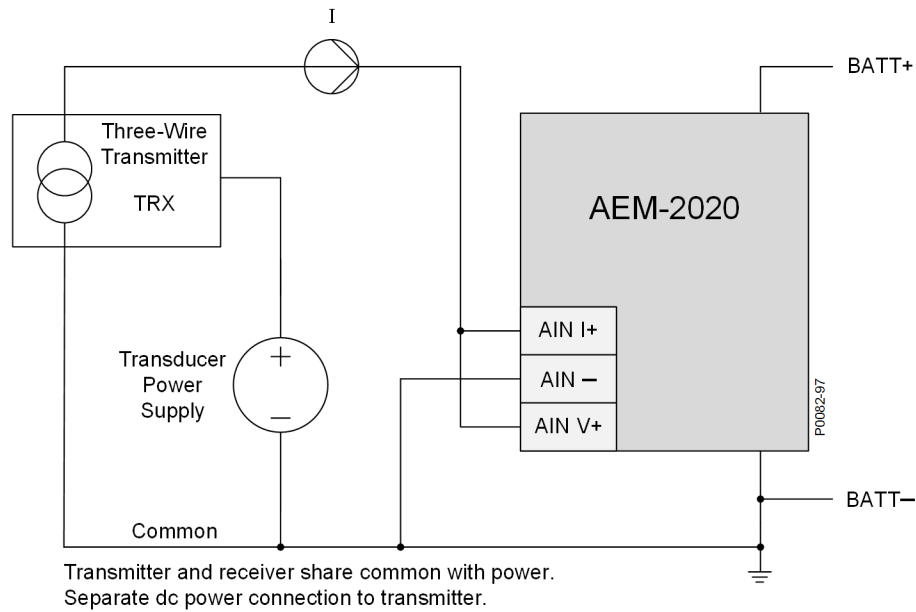 I
BATT+
Three-Wire
Transmitter
TRX
AEM-2020
AIN I+
AIN –
AIN V+
Transducer
Power
Supply
+
–
P0082-97
BATT–
Common
Transmitter and receiver share common with power.
Separate dc power connection to transmitter.